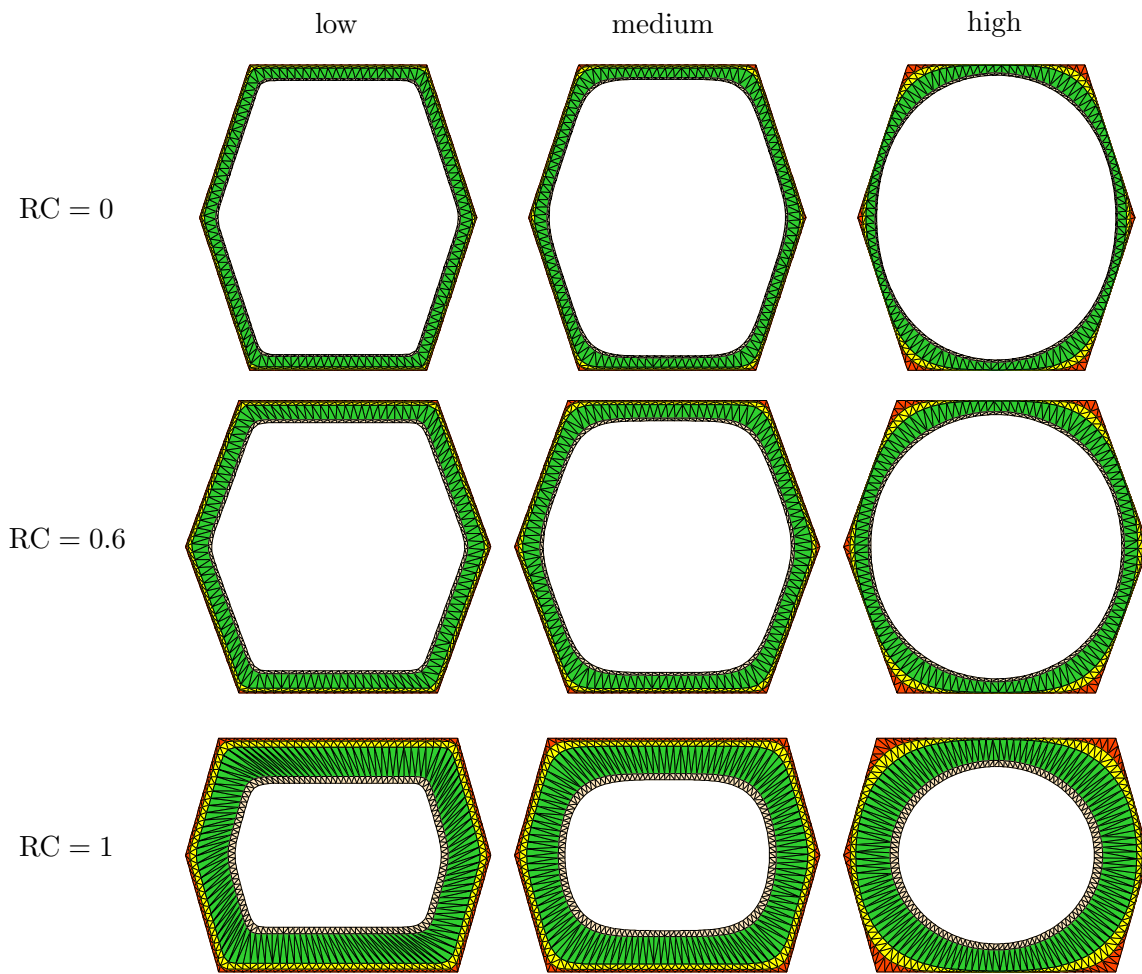 low medium high
RC = 0
RC = 0.6
RC = 1